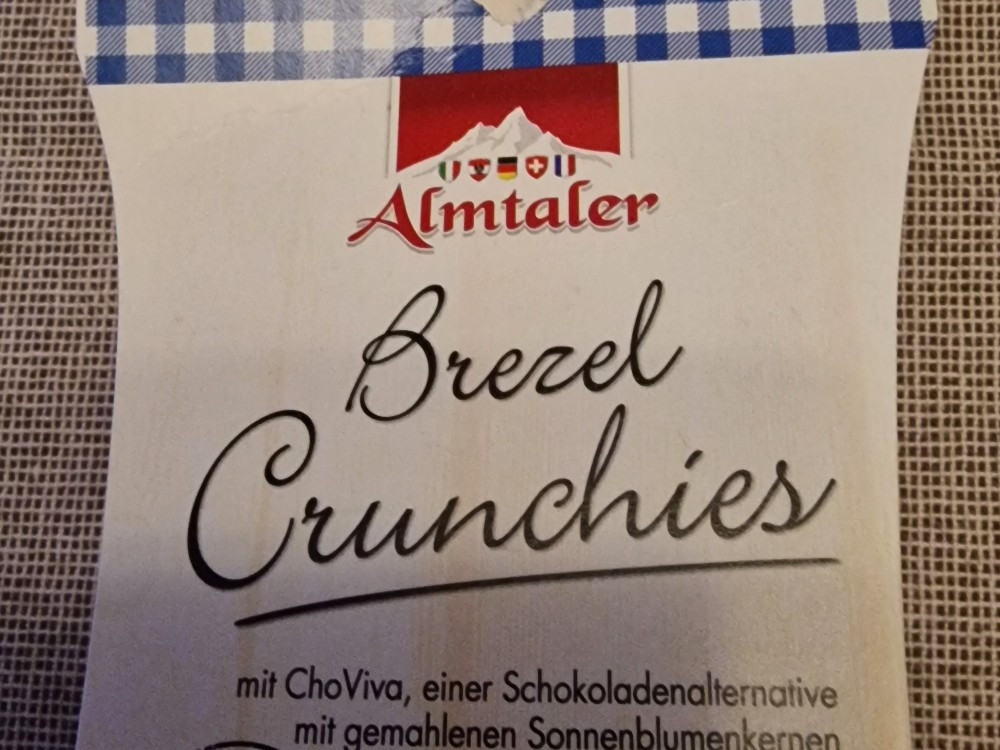 Almtaler
Brezel
Crunchies
mit ChoViva, einer Schokoladenalternative
mit gemahlenen Sonnenblumenkernen